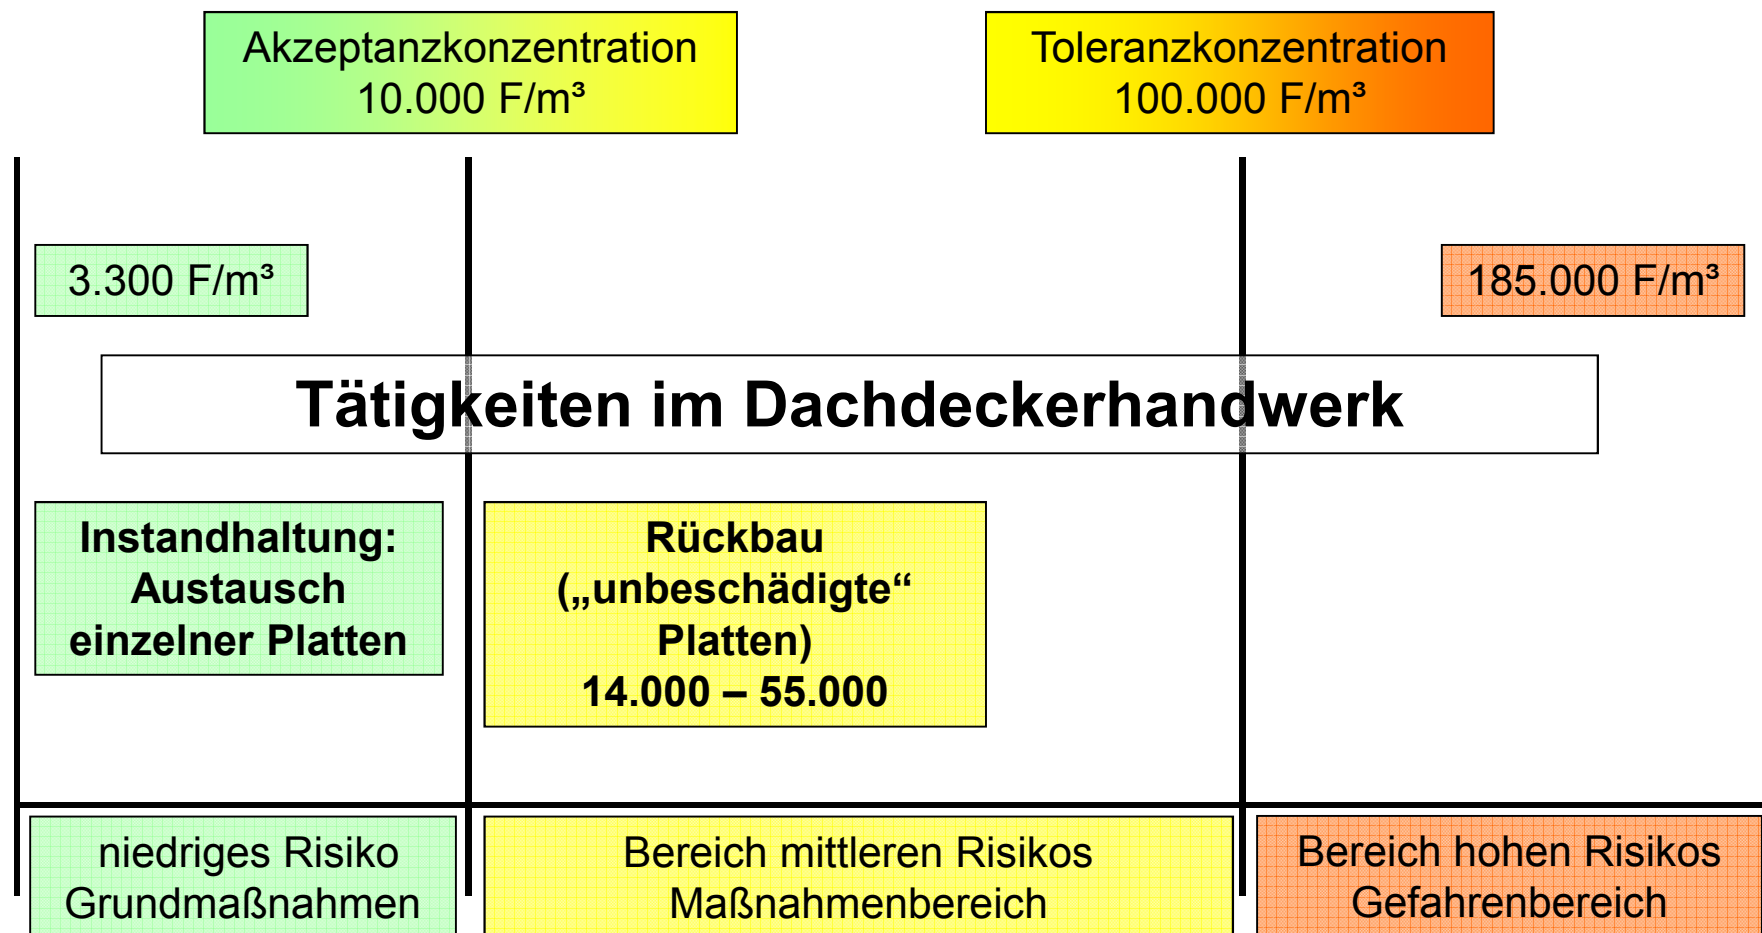 Akzeptanzkonzentration
10.000 F/m³
Toleranzkonzentration
100.000 F/m³
3.300 F/m³
185.000 F/m³
Tätigkeiten im Dachdeckerhandwerk
Instandhaltung:
Austausch
einzelner Platten
Rückbau
(„unbeschädigte“
Platten)
14.000 – 55.000
niedriges Risiko
Grundmaßnahmen
Bereich mittleren Risikos
Maßnahmenbereich
Bereich hohen Risikos
Gefahrenbereich